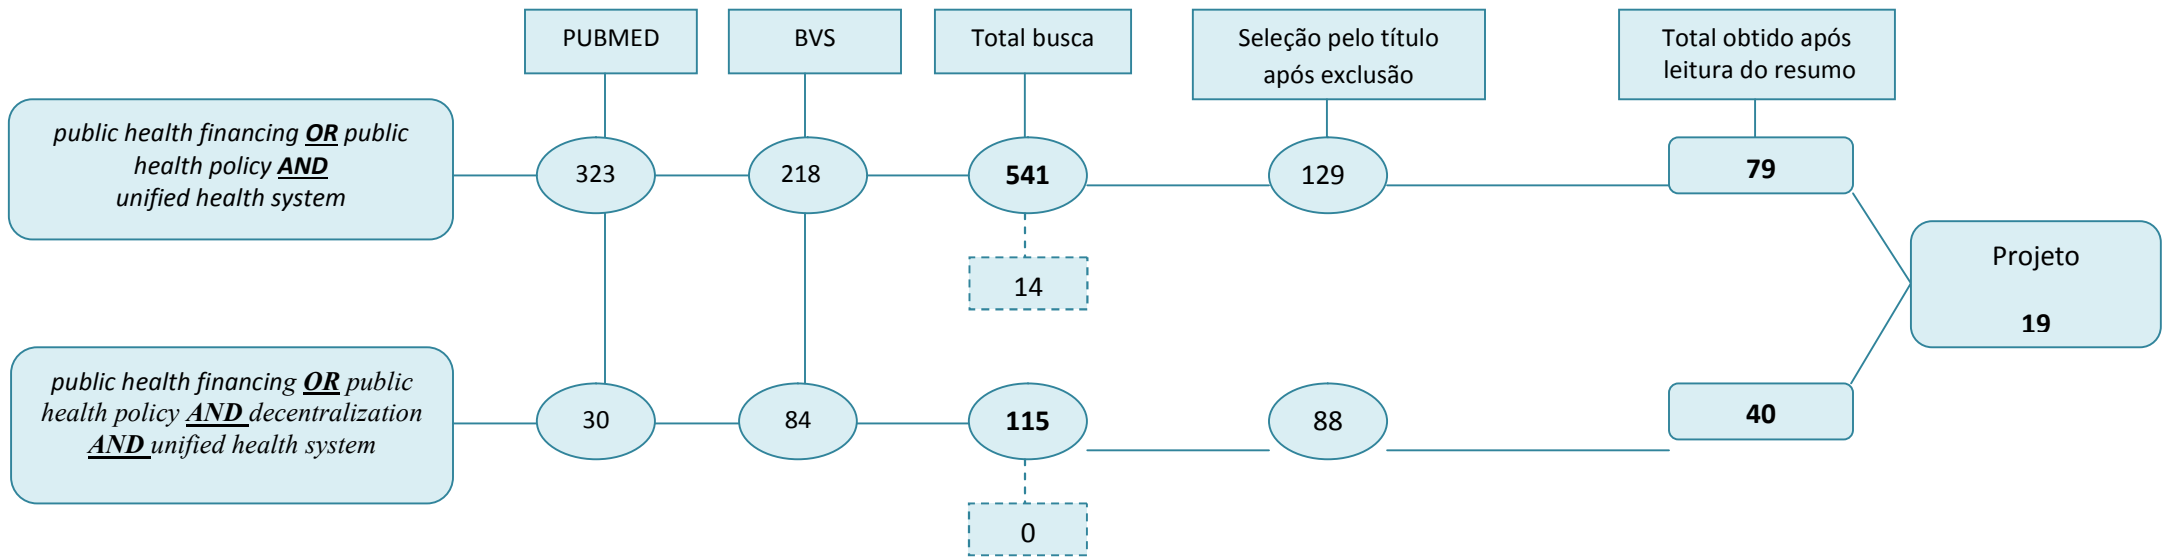 PUBMED
BVS
Total busca
Seleção pelo título
após exclusão
Total obtido após
leitura do resumo
public health financing OR public
health policy AND
unified health system
323
218
541
129
79
14
Projeto
19
public health financing OR public
health policy AND decentralization
AND unified health system
30
84
115
88
40
0